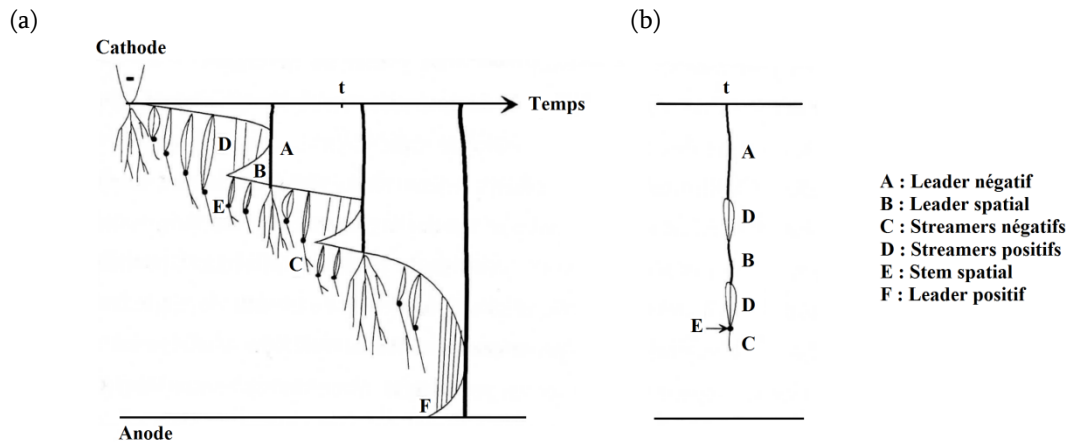 (a)
Cathode
-
t
Temps
D
A
B
E
C
F
Anode
(b)
t
A
D
B
D
E
C
A : Leader négatif
B : Leader spatial
C : Streamers négatifs
D : Streamers positifs
E : Stem spatial
F : Leader positif